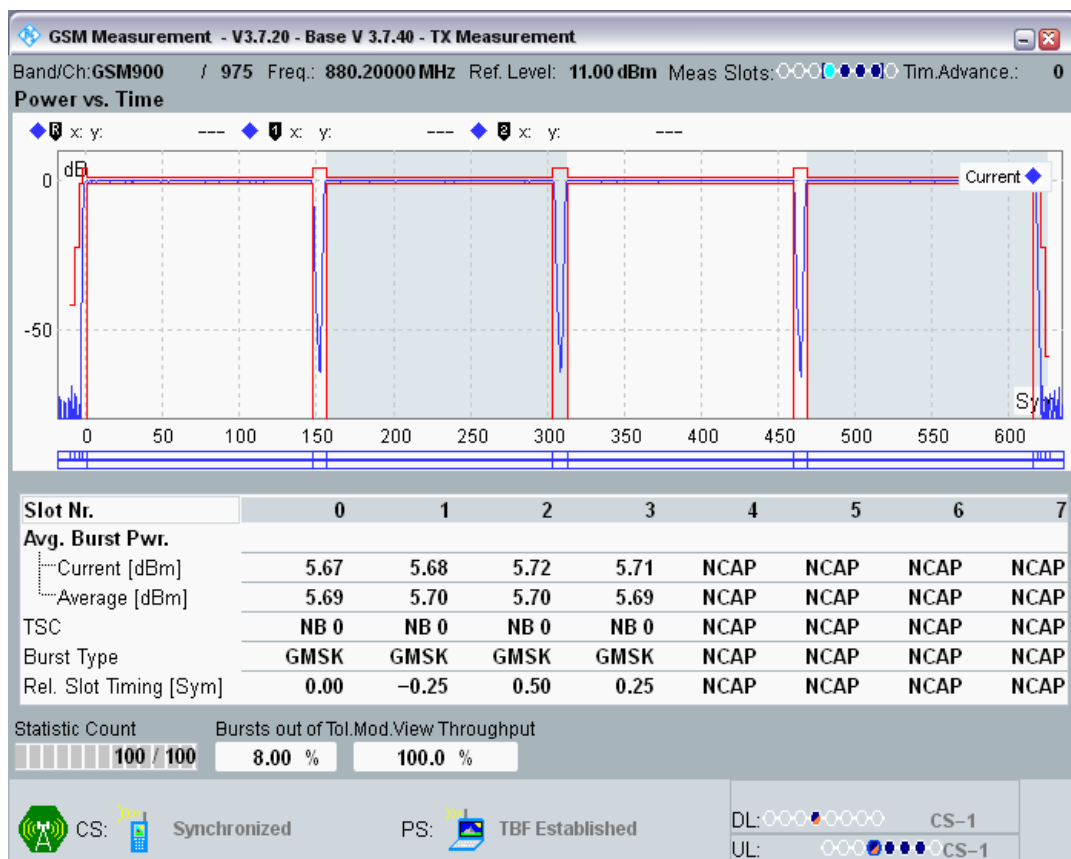 GSM Measurement - V3.7.20 - Base V 3.7.40 - TX Measurement
Band/Ch:GSM900 / 975 Freq.: 880.20000 MHz Ref. Level: 11.00 dBm Meas Slots: Tim.Advance.: 0
Power vs. Time
R x: y: --- 1 x: y: --- 2 x: y: ---
dB
Current
0
-50
Sym
0 50 100 150 200 250 300 350 400 450 500 550 600
Slot Nr. 0 1 2 3 4 5 6 7
Avg. Burst Pwr.
Current [dBm] 5.67 5.68 5.72 5.71 NCAP NCAP NCAP NCAP
Average [dBm] 5.69 5.70 5.70 5.69 NCAP NCAP NCAP NCAP
TSC NB 0 NB 0 NB 0 NB 0 NCAP NCAP NCAP NCAP
Burst Type GMSK GMSK GMSK GMSK NCAP NCAP NCAP NCAP
Rel. Slot Timing [Sym] 0.00 −0.25 0.50 0.25 NCAP NCAP NCAP NCAP
Statistic Count Bursts out of Tol.Mod.View Throughput
100 / 100 8.00 % 100.0 %
CS: Synchronized PS: TBF Established DL: CS−1
UL: CS−1